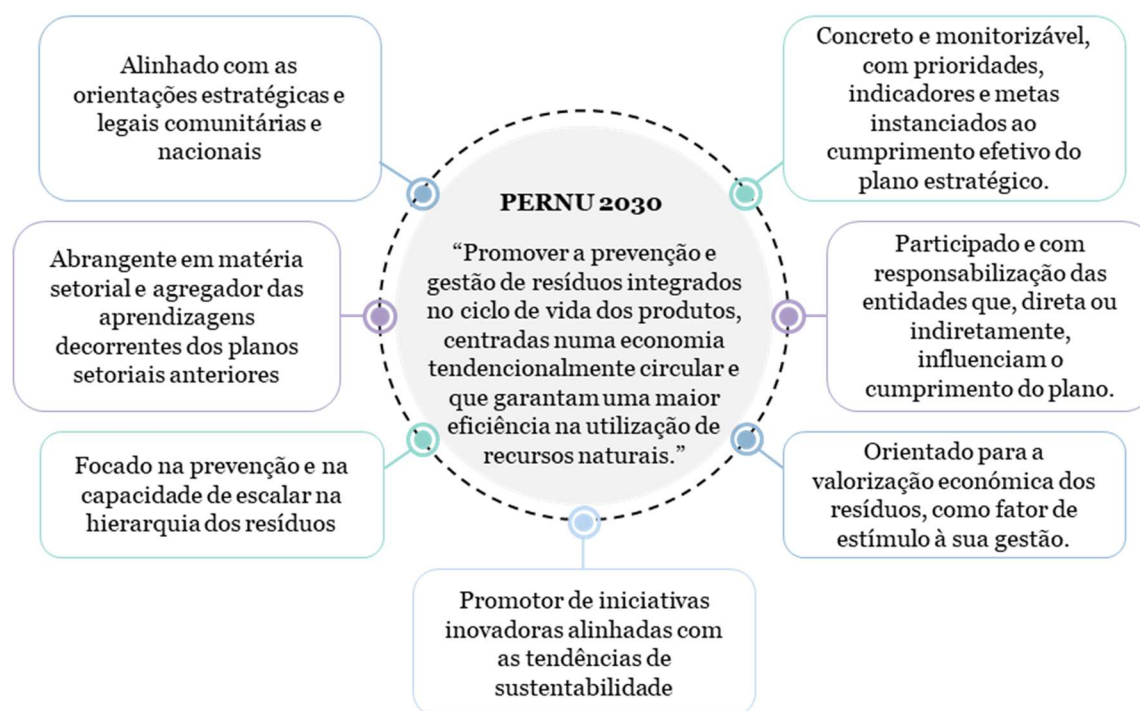 Alinhado com as
orientações estratégicas e
legais comunitárias e
nacionais
Abrangente em matéria
setorial e agregador das
aprendizagens
decorrentes dos planos
setoriais anteriores
Focado na prevenção e na
capacidade de escalar na
hierarquia dos resíduos
PERNU 2030
“Promover a prevenção e
gestão de resíduos integrados
no ciclo de vida dos produtos,
centradas numa economia
tendencionalmente circular e
que garantam uma maior
eficiência na utilização de
recursos naturais.”
Promotor de iniciativas
inovadoras alinhadas com
as tendências de
sustentabilidade
Concreto e monitorizável,
com prioridades,
indicadores e metas
instanciados ao
cumprimento efetivo do
plano estratégico.
Participado e com
responsabilização das
entidades que, direta ou
indiretamente,
influenciam o
cumprimento do plano.
Orientado para a
valorização económica dos
resíduos, como fator de
estímulo à sua gestão.